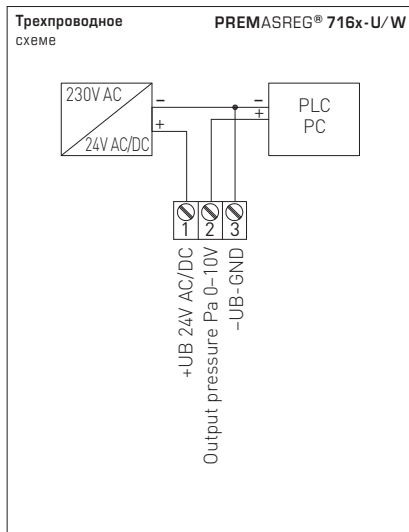 Трехпроводное
схеме
PREMASREG® 716x-U/W
230V AC
24V AC/DC
–
+
–
+
PLC
PC
1 2 3
+UB 24V AC/DC
Output pressure Pa 0–10V
–UB-GND